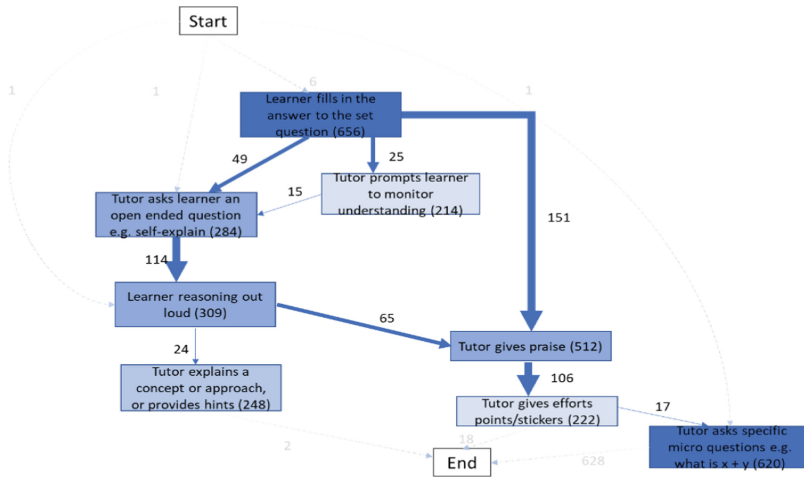 Start
1
1
6
1
Learner fills in the
answer to the set
question (656)
49
25
Tutor prompts learner
to monitor
understanding (214)
15
Tutor asks learner an
open ended question
e.g. self-explain (284)
151
114
Learner reasoning out
loud (309)
65
Tutor gives praise (512)
24
Tutor explains a
concept or approach,
or provides hints (248)
106
Tutor gives efforts
points/stickers (222)
17
Tutor asks specific
micro questions e.g.
what is x + y (620)
2
18
628
End